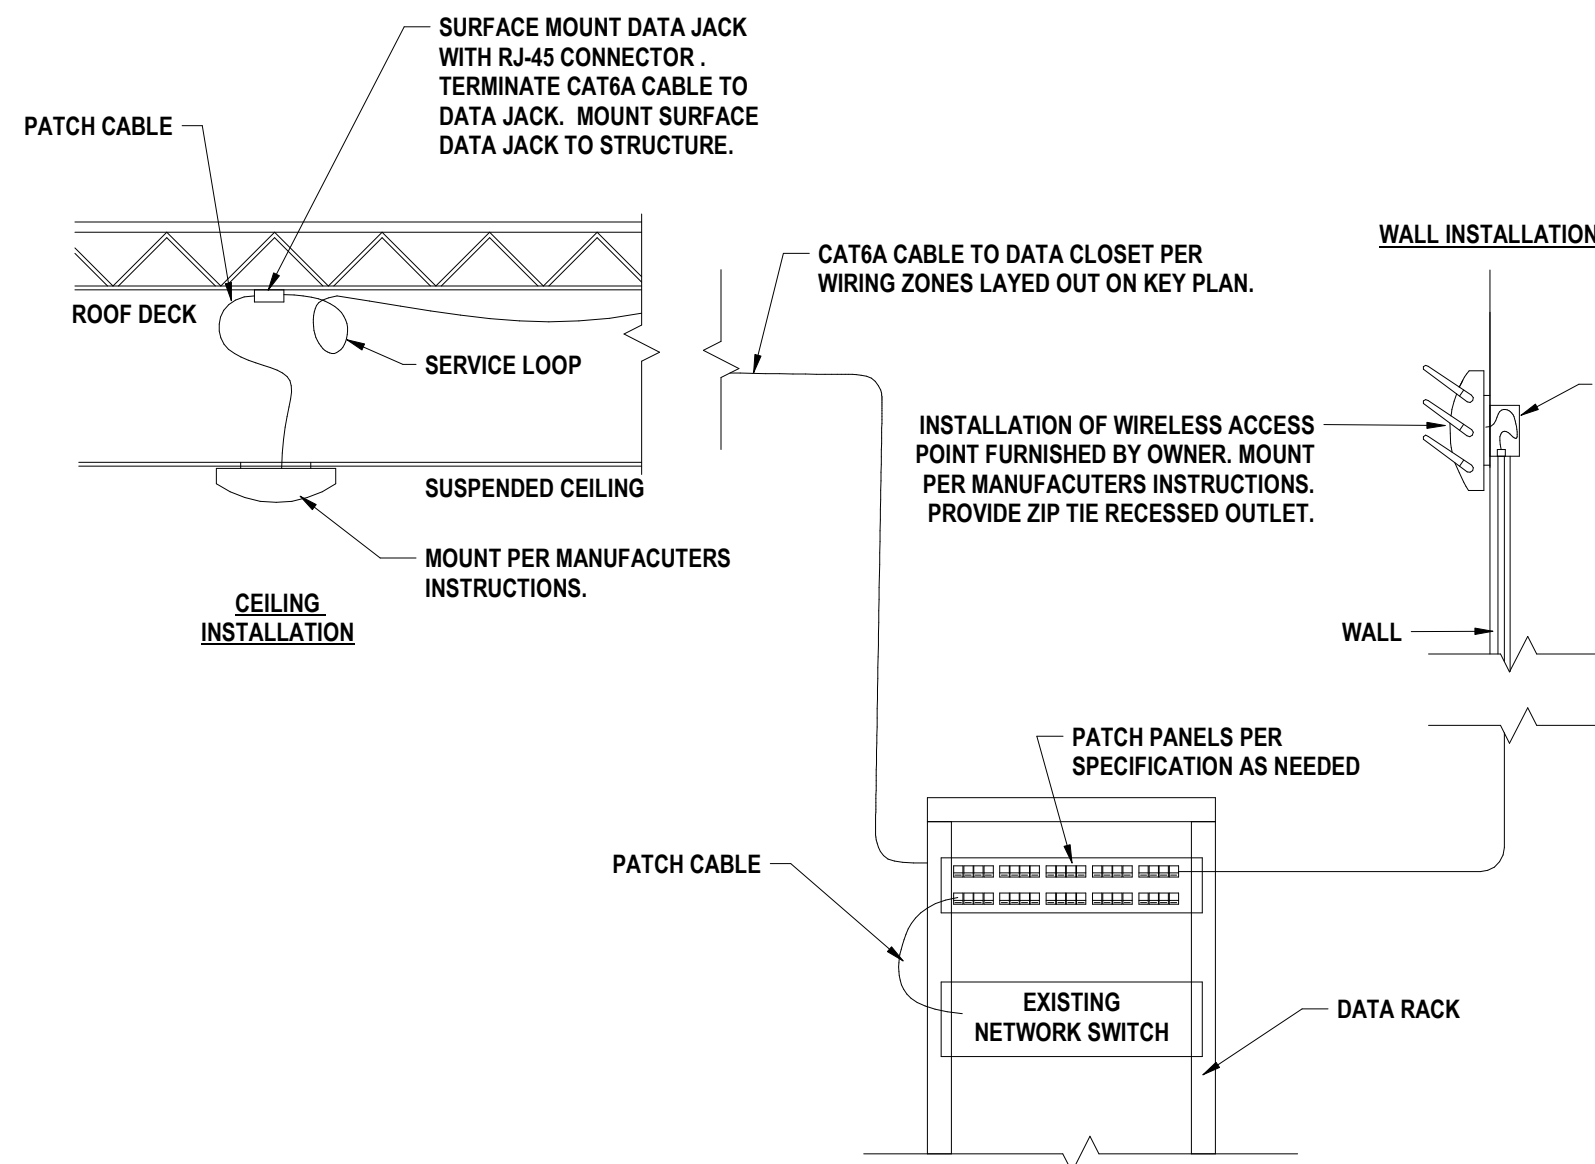 SURFACE MOUNT DATA JACK
WITH RJ-45 CONNECTOR .
TERMINATE CAT6A CABLE TO
DATA JACK.  MOUNT SURFACE
DATA JACK TO STRUCTURE.
PATCH CABLE
WALL INSTALLATION
CAT6A CABLE TO DATA CLOSET PER
WIRING ZONES LAYED OUT ON KEY PLAN.
ROOF DECK
SERVICE LOOP
INSTALLATION OF WIRELESS ACCESS
POINT FURNISHED BY OWNER. MOUNT
PER MANUFACUTERS INSTRUCTIONS.
PROVIDE ZIP TIE RECESSED OUTLET.
SUSPENDED CEILING
MOUNT PER MANUFACUTERS
INSTRUCTIONS.
CEILING
INSTALLATION
WALL
PATCH PANELS PER
SPECIFICATION AS NEEDED
PATCH CABLE
EXISTING
NETWORK SWITCH
DATA RACK